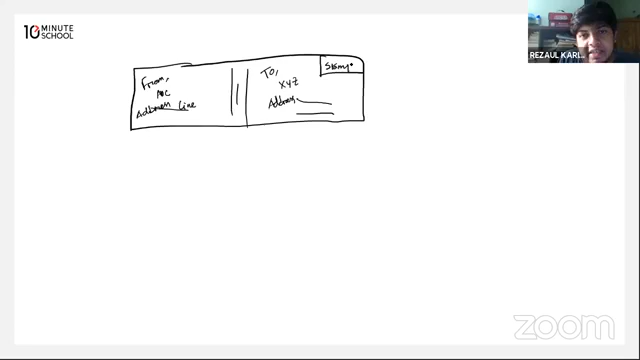 10 MINUTE
SCHOOL
From,
ABC
Address Line
To,
XYZ
Address
Stamp
REZAUL KARI...
zoom